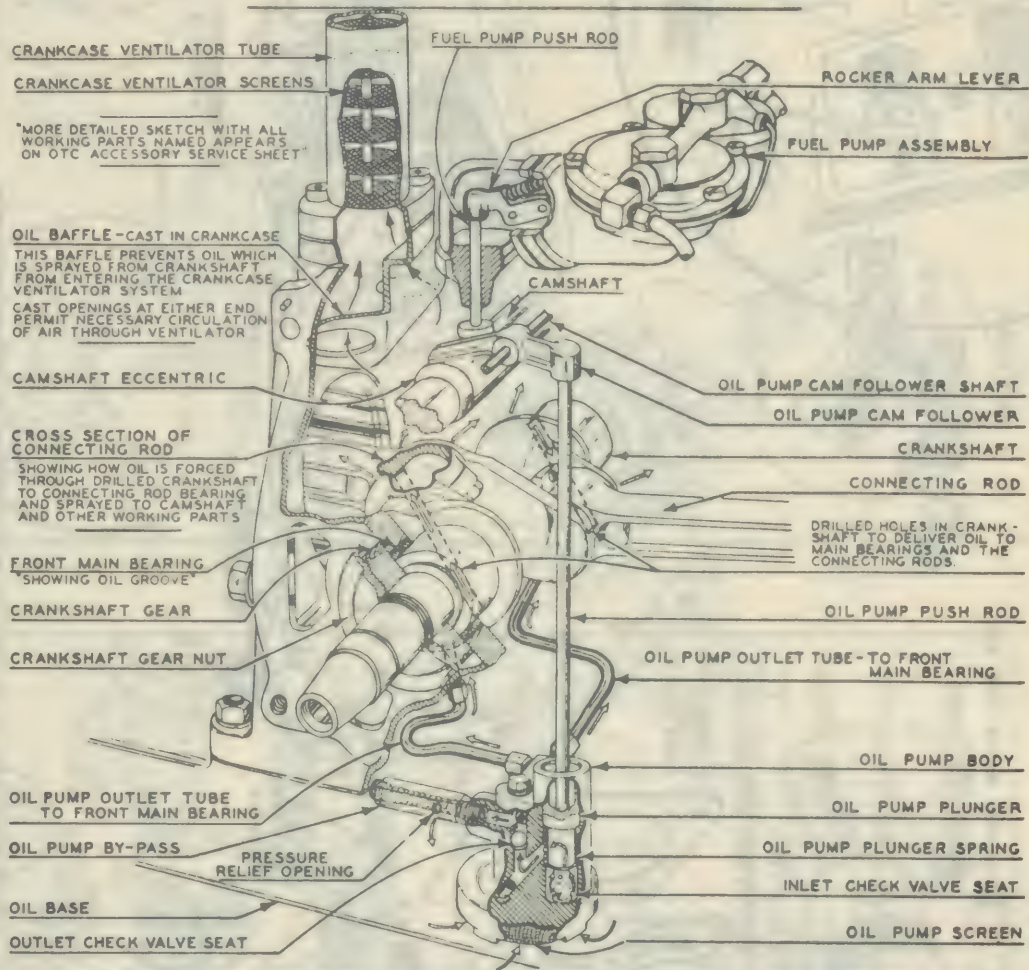 CRANKCASE VENTILATOR TUBE
CRANKCASE VENTILATOR SCREENS
"MORE DETAILED SKETCH WITH ALL
WORKING PARTS NAMED APPEARS
ON OTC ACCESSORY SERVICE SHEET"
OIL BAFFLE-CAST IN CRANKCASE
THIS BAFFLE PREVENTS OIL WHICH
IS SPRAYED FROM CRANKSHAFT
FROM ENTERING THE CRANKCASE
VENTILATOR SYSTEM
CAST OPENINGS AT EITHER END
PERMIT NECESSARY CIRCULATION
OF AIR THROUGH VENTILATOR
CAMSHAFT ECCENTRIC
CROSS SECTION OF
CONNECTING ROD
SHOWING HOW OIL IS FORCED
THROUGH DRILLED CRANKSHAFT
TO CONNECTING ROD BEARING
AND SPRAYED TO CAMSHAFT
AND OTHER WORKING PARTS
FRONT MAIN BEARING
"SHOWING OIL GROOVE"
CRANKSHAFT GEAR
CRANKSHAFT GEAR NUT
OIL PUMP OUTLET TUBE
TO FRONT MAIN BEARING
OIL PUMP BY-PASS
PRESSURE
RELIEF OPENING
OIL BASE
OUTLET CHECK VALVE SEAT
FUEL PUMP PUSH ROD
ROCKER ARM LEVER
FUEL PUMP ASSEMBLY
CAMSHAFT
OIL PUMP CAM FOLLOWER SHAFT
OIL PUMP CAM FOLLOWER
CRANKSHAFT
CONNECTING ROD
DRILLED HOLES IN CRANK-
SHAFT TO DELIVER OIL TO
MAIN BEARINGS AND THE
CONNECTING RODS.
OIL PUMP PUSH ROD
OIL PUMP OUTLET TUBE-TO FRONT
MAIN BEARING
OIL PUMP BODY
OIL PUMP PLUNGER
OIL PUMP PLUNGER SPRING
INLET CHECK VALVE SEAT
OIL PUMP SCREEN